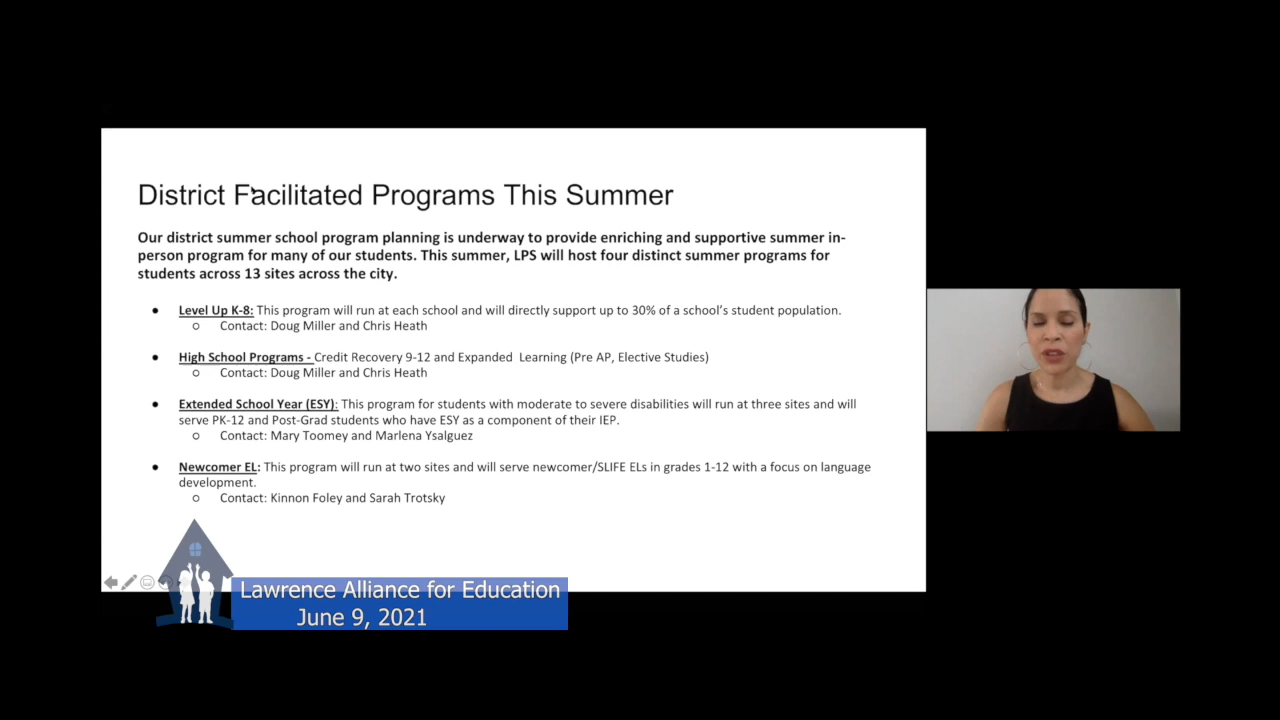 District Facilitated Programs This Summer
Our district summer school program planning is underway to provide enriching and supportive summer in-
person program for many of our students. This summer, LPS will host four distinct summer programs for
students across 13 sites across the city.
● Level Up K-8: This program will run at each school and will directly support up to 30% of a school's student population.
○ Contact: Doug Miller and Chris Heath
● High School Programs - Credit Recovery 9-12 and Expanded Learning (Pre AP, Elective Studies)
○ Contact: Doug Miller and Chris Heath
● Extended School Year (ESY): This program for students with moderate to severe disabilities will run at three sites and will
serve PK-12 and Post-Grad students who have ESY as a component of their IEP.
○ Contact: Mary Toomey and Marlena Ysalguez
● Newcomer EL: This program will run at two sites and will serve newcomer/SLIFE ELs in grades 1-12 with a focus on language
development.
○ Contact: Kinnon Foley and Sarah Trotsky
Lawrence Alliance for Education
June 9, 2021